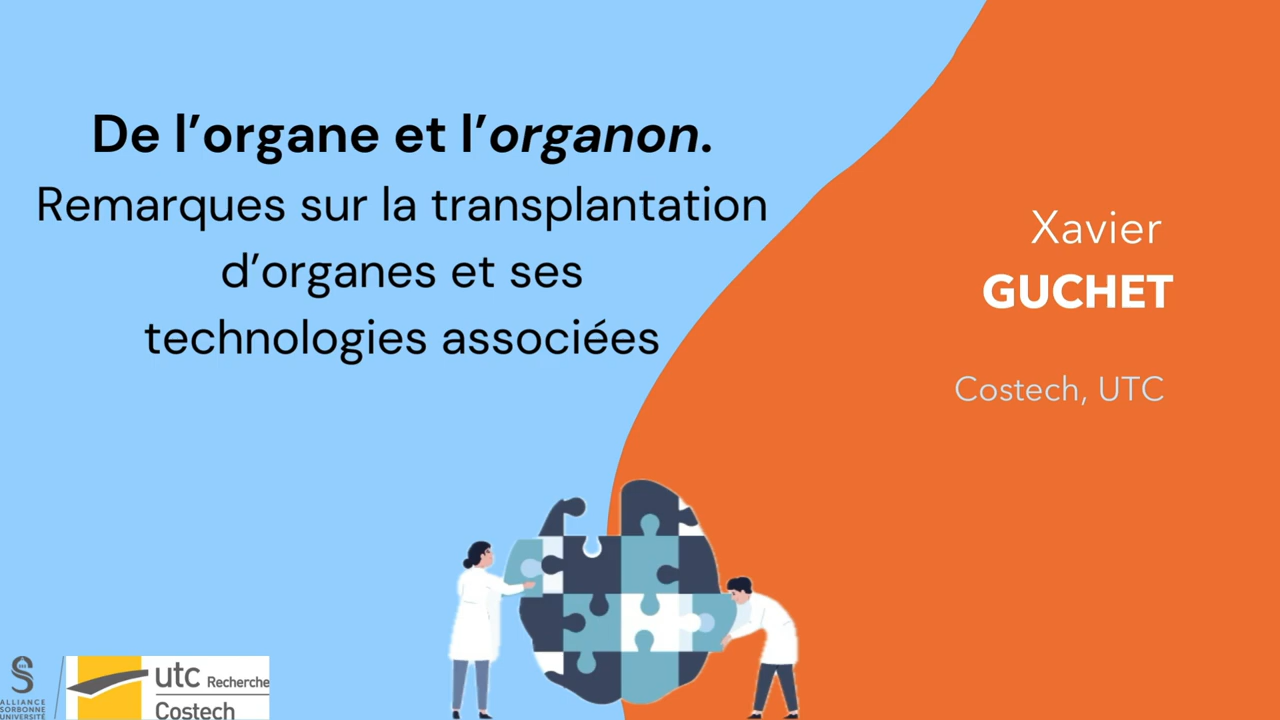 De l'organe et l'organon.
Remarques sur la transplantation
d'organes et ses
technologies associées
Xavier
GUCHET
Costech, UTC
ALLIANCE
SORBONNE
UNIVERSITÉ
utc Recherche
Costech